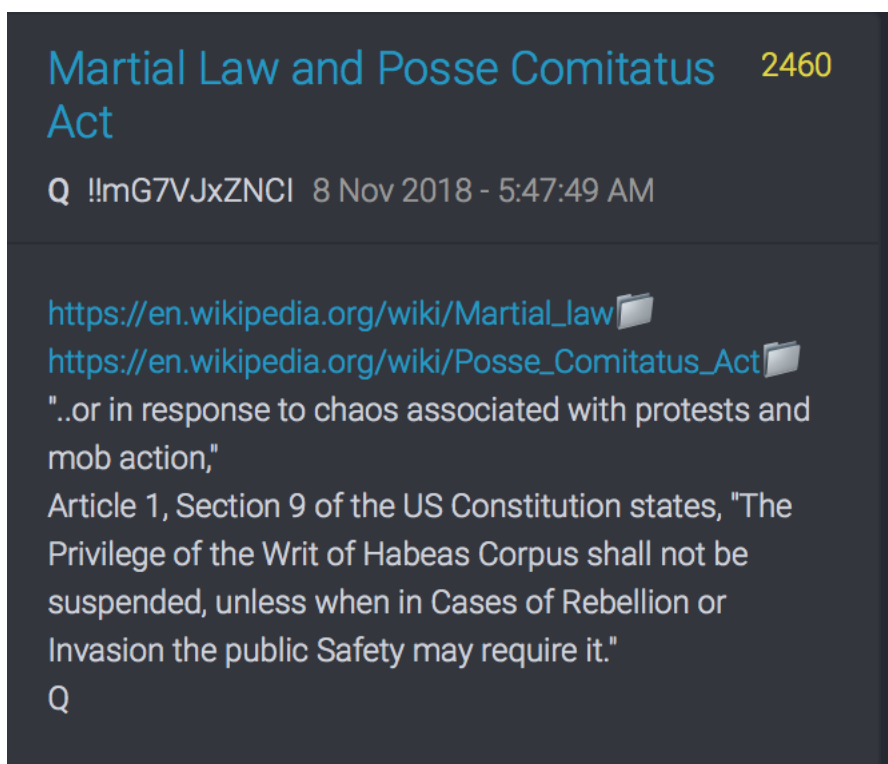 Martial Law and Posse Comitatus
Act
2460
Q !!mG7VJxZNCI 8 Nov 2018 - 5:47:49 AM
https://en.wikipedia.org/wiki/Martial_law
https://en.wikipedia.org/wiki/Posse_Comitatus_Act
"..or in response to chaos associated with protests and
mob action,"
Article 1, Section 9 of the US Constitution states, "The
Privilege of the Writ of Habeas Corpus shall not be
suspended, unless when in Cases of Rebellion or
Invasion the public Safety may require it."
Q